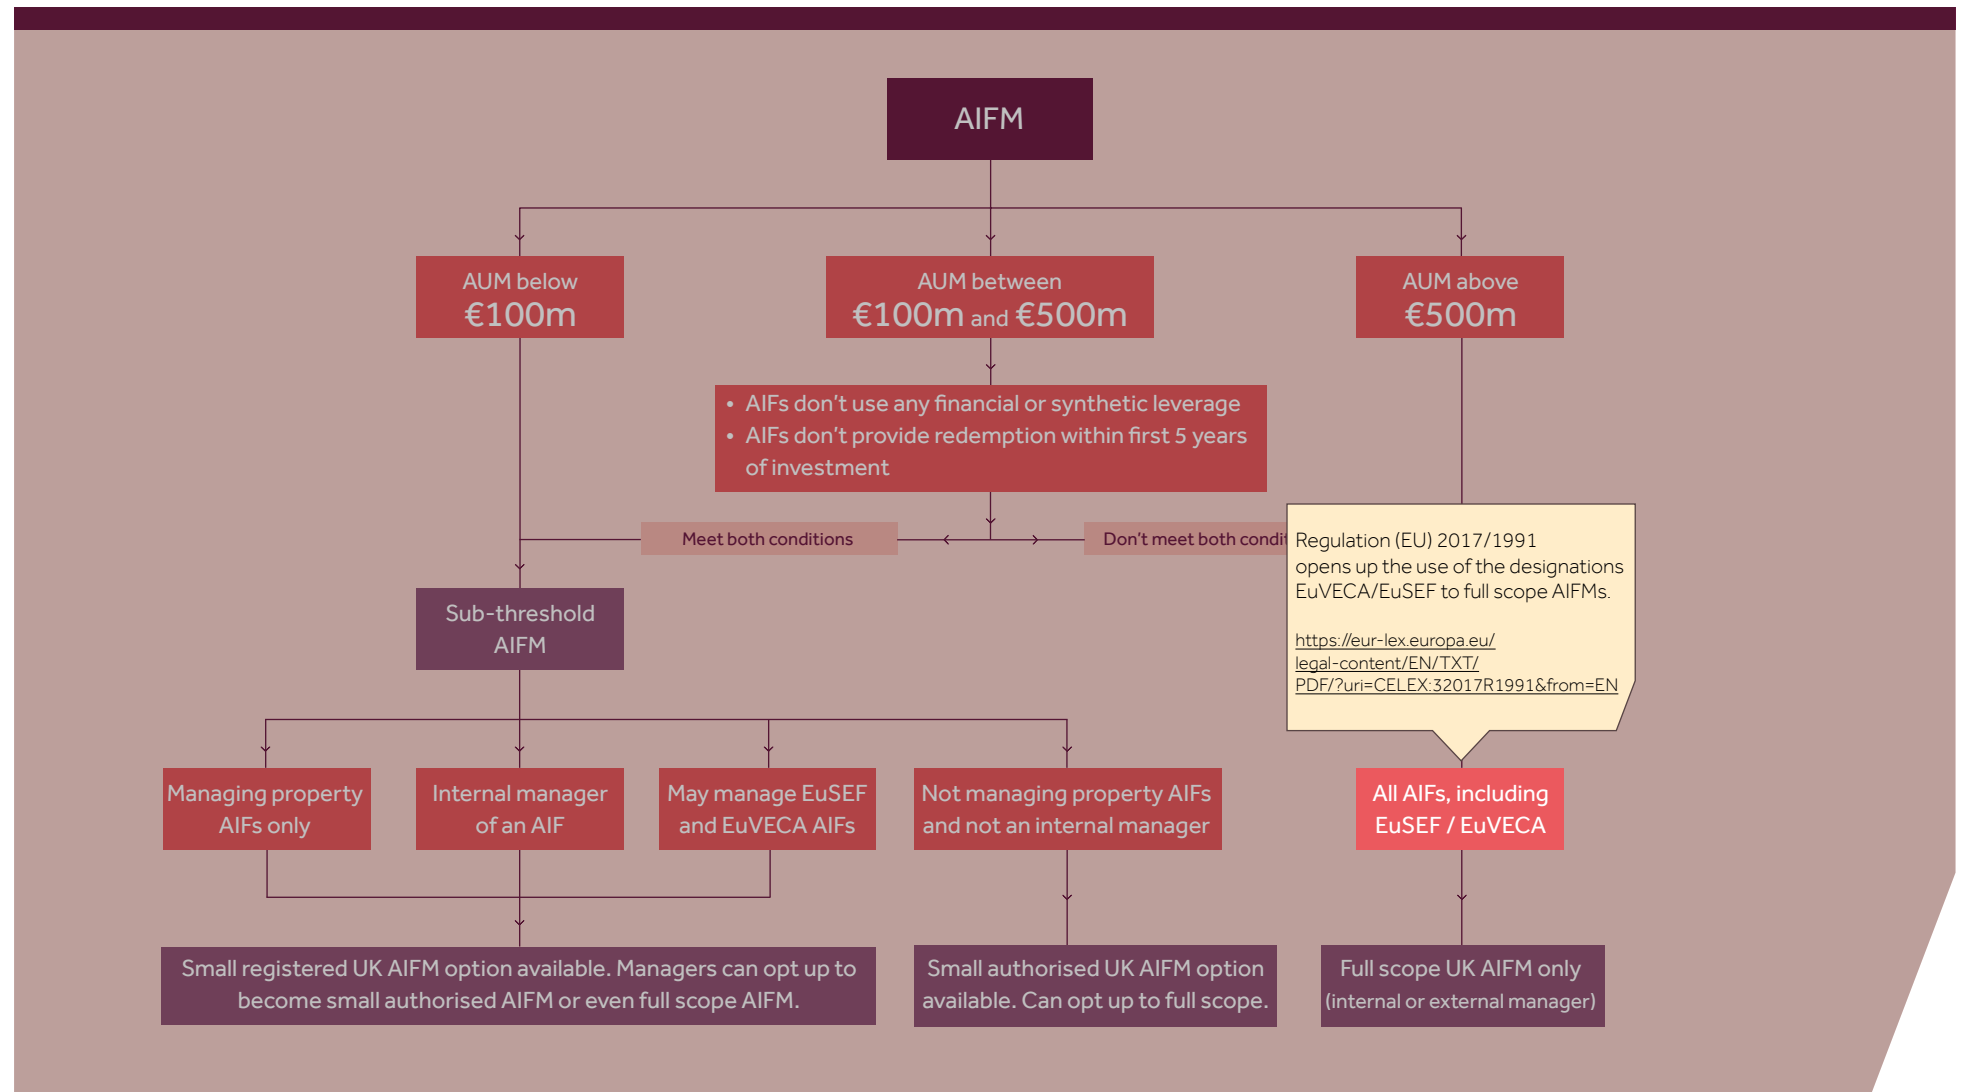 AIFM
AUM below
€100m
AUM between
€100m and €500m
AUM above
€500m
• AIFs don't use any financial or synthetic leverage
• AIFs don't provide redemption within first 5 years
of investment
Meet both conditions
Don't meet both
Regulation (EU) 2017/1991
opens up the use of the designations
EuVECA/EuSEF to full scope AIFMs.
https://eur-lex.europa.eu/
legal-content/EN/TXT/
PDF/?uri=CELEX:32017R1991&from=EN
Sub-threshold
AIFM
Managing property
AIFs only
Internal manager
of an AIF
May manage EuSEF
and EuVECA AIFs
Not managing property AIFs
and not an internal manager
All AIFs, including
EuSEF / EuVECA
Small registered UK AIFM option available. Managers can opt up to
become small authorised AIFM or even full scope AIFM.
Small authorised UK AIFM option
available. Can opt up to full scope.
Full scope UK AIFM only
(internal or external manager)